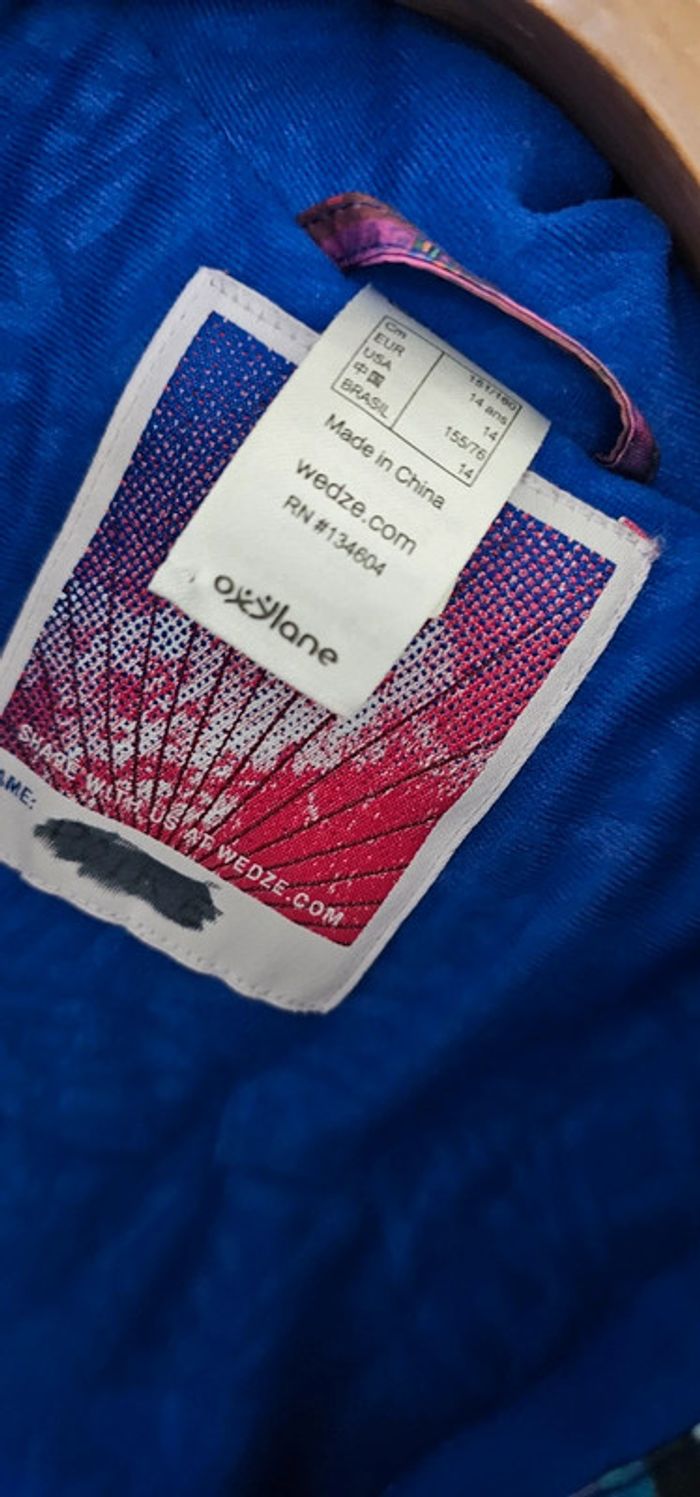 Cm 151/160
EUR 14 ans
USA 14
中国 155/76
BRASIL 14
Made in China
wedze.com
RN #134604
oxylane
SHARE WITH US AT WEDZE.COM
AME: